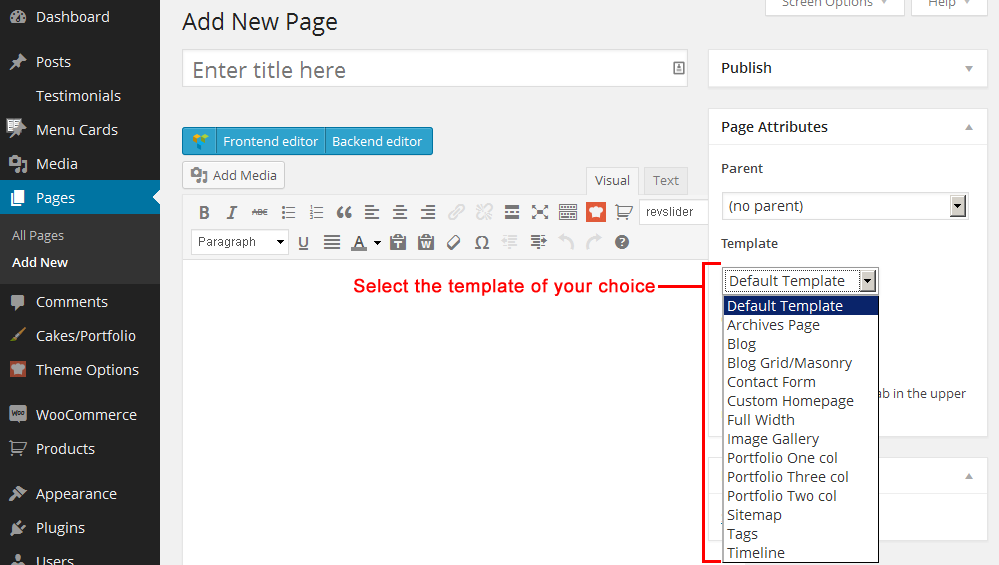 Dashboard
Posts
Testimonials
Menu Cards
Media
Pages
All Pages
Add New
Comments
Cakes/Portfolio
Theme Options
WOO
WooCommerce
Products
Appearance
Plugins
Users
Screen Options
Help
Add New Page
Enter title here
Frontend editor
Backend editor
Add Media
Visual
Text
B I ABC
revslider
Paragraph
U A T W Ω ?
Select the template of your choice
Publish
Page Attributes
Parent
(no parent)
Template
Default Template
Default Template
Archives Page
Blog
Blog Grid/Masonry
Contact Form
ab in the upper
Custom Homepage
Full Width
Image Gallery
Portfolio One col
Portfolio Three col
Portfolio Two col
Sitemap
Tags
Timeline